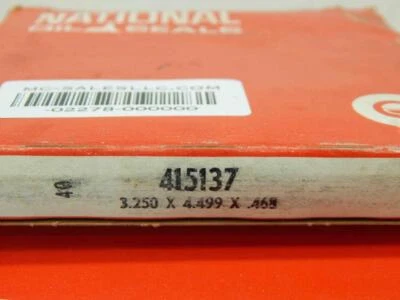 NATIONAL
OIL SEALS
MC-SALESLLC.COM
-02278-000000
40
415137
3.250 X 4.499 X .468